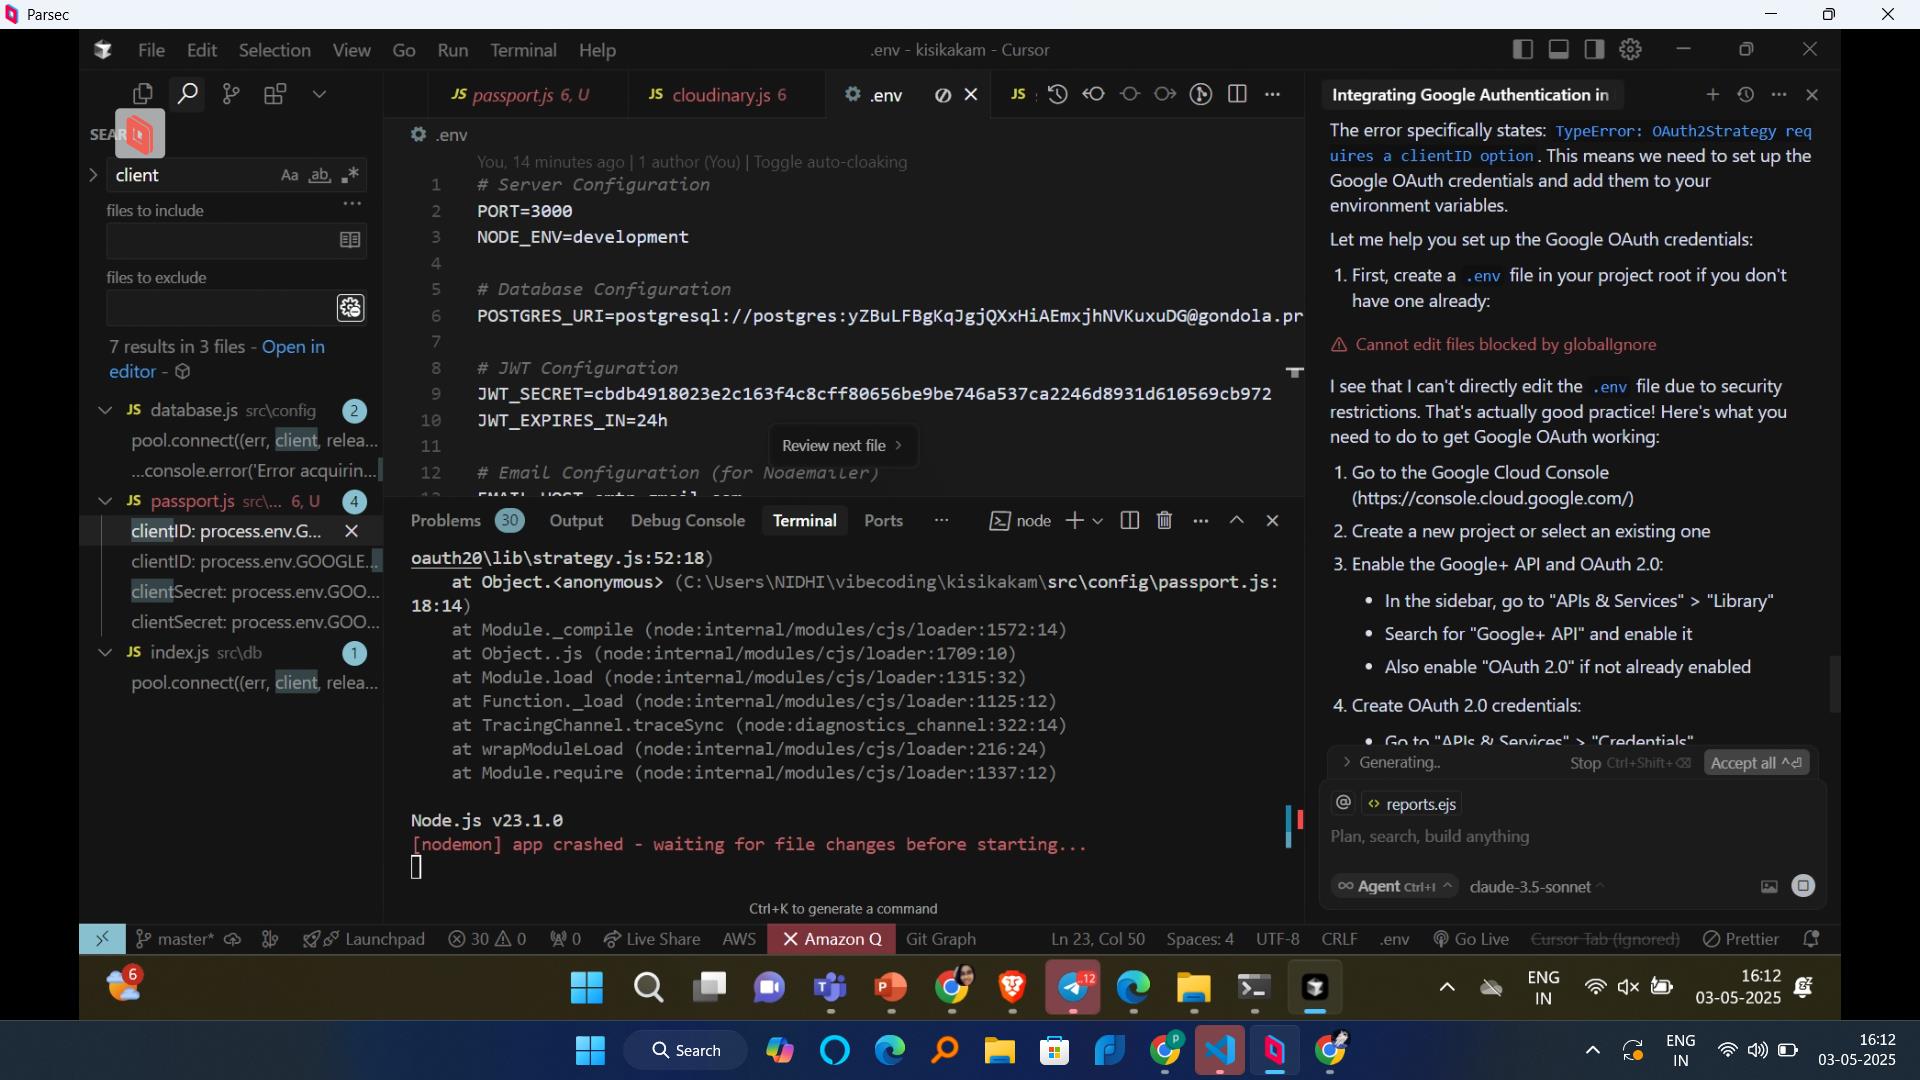 Parsec
File Edit Selection View Go Run Terminal Help
.env - kisikakam - Cursor
JS passport.js 6, U
JS cloudinary.js 6
.env
JS
Integrating Google Authentication in
SEAR
client
Aa ab
files to include
files to exclude
7 results in 3 files - Open in
editor -
JS database.js src\config 2
pool.connect((err, client, relea...
...console.error('Error acquirin...
JS passport.js src\... 6, U 4
clientID: process.env.G...
clientID: process.env.GOOGLE...
clientSecret: process.env.GOO...
clientSecret: process.env.GOO...
JS index.js src\db 1
pool.connect((err, client, relea...
.env
You, 14 minutes ago | 1 author (You) | Toggle auto-cloaking
1 # Server Configuration
2 PORT=3000
3 NODE_ENV=development
4
5 # Database Configuration
6 POSTGRES_URI=postgresql://postgres:yZBuLFBgKqJgjQXxHiAEmxjhNVKuxuDG@gondola.pr
7
8 # JWT Configuration
9 JWT_SECRET=cbdb4918023e2c163f4c8cff80656be9be746a537ca2246d8931d610569cb972
10 JWT_EXPIRES_IN=24h
11
12 # Email Configuration (for Nodemailer)
Review next file
Problems 30 Output Debug Console Terminal Ports
node
oauth20\lib\strategy.js:52:18)
at Object.<anonymous> (C:\Users\NIDHI\vibecoding\kisikakam\src\config\passport.js:
18:14)
at Module._compile (node:internal/modules/cjs/loader:1572:14)
at Object..js (node:internal/modules/cjs/loader:1709:10)
at Module.load (node:internal/modules/cjs/loader:1315:32)
at Function._load (node:internal/modules/cjs/loader:1125:12)
at TracingChannel.traceSync (node:diagnostics_channel:322:14)
at wrapModuleLoad (node:internal/modules/cjs/loader:216:24)
at Module.require (node:internal/modules/cjs/loader:1337:12)
Node.js v23.1.0
[nodemon] app crashed - waiting for file changes before starting...
Ctrl+K to generate a command
The error specifically states: TypeError: OAuth2Strategy req
uires a clientID option. This means we need to set up the
Google OAuth credentials and add them to your
environment variables.
Let me help you set up the Google OAuth credentials:
1. First, create a .env file in your project root if you don't
have one already:
Cannot edit files blocked by globalIgnore
I see that I can't directly edit the .env file due to security
restrictions. That's actually good practice! Here's what you
need to do to get Google OAuth working:
1. Go to the Google Cloud Console
(https://console.cloud.google.com/)
2. Create a new project or select an existing one
3. Enable the Google+ API and OAuth 2.0:
• In the sidebar, go to "APIs & Services" > "Library"
• Search for "Google+ API" and enable it
• Also enable "OAuth 2.0" if not already enabled
4. Create OAuth 2.0 credentials:
• Go to "APIs & Services" > "Credentials"
Generating..
Stop Ctrl+Shift+
Accept all
@ reports.ejs
Plan, search, build anything
Agent Ctrl+I
claude-3.5-sonnet
master*
Launchpad
30 0
0
Live Share
AWS
Amazon Q
Git Graph
Ln 23, Col 50
Spaces: 4
UTF-8
CRLF
.env
Go Live
Cursor Tab (Ignored)
Prettier
6
12
ENG
IN
16:12
03-05-2025
Search
P
ENG
IN
16:12
03-05-2025